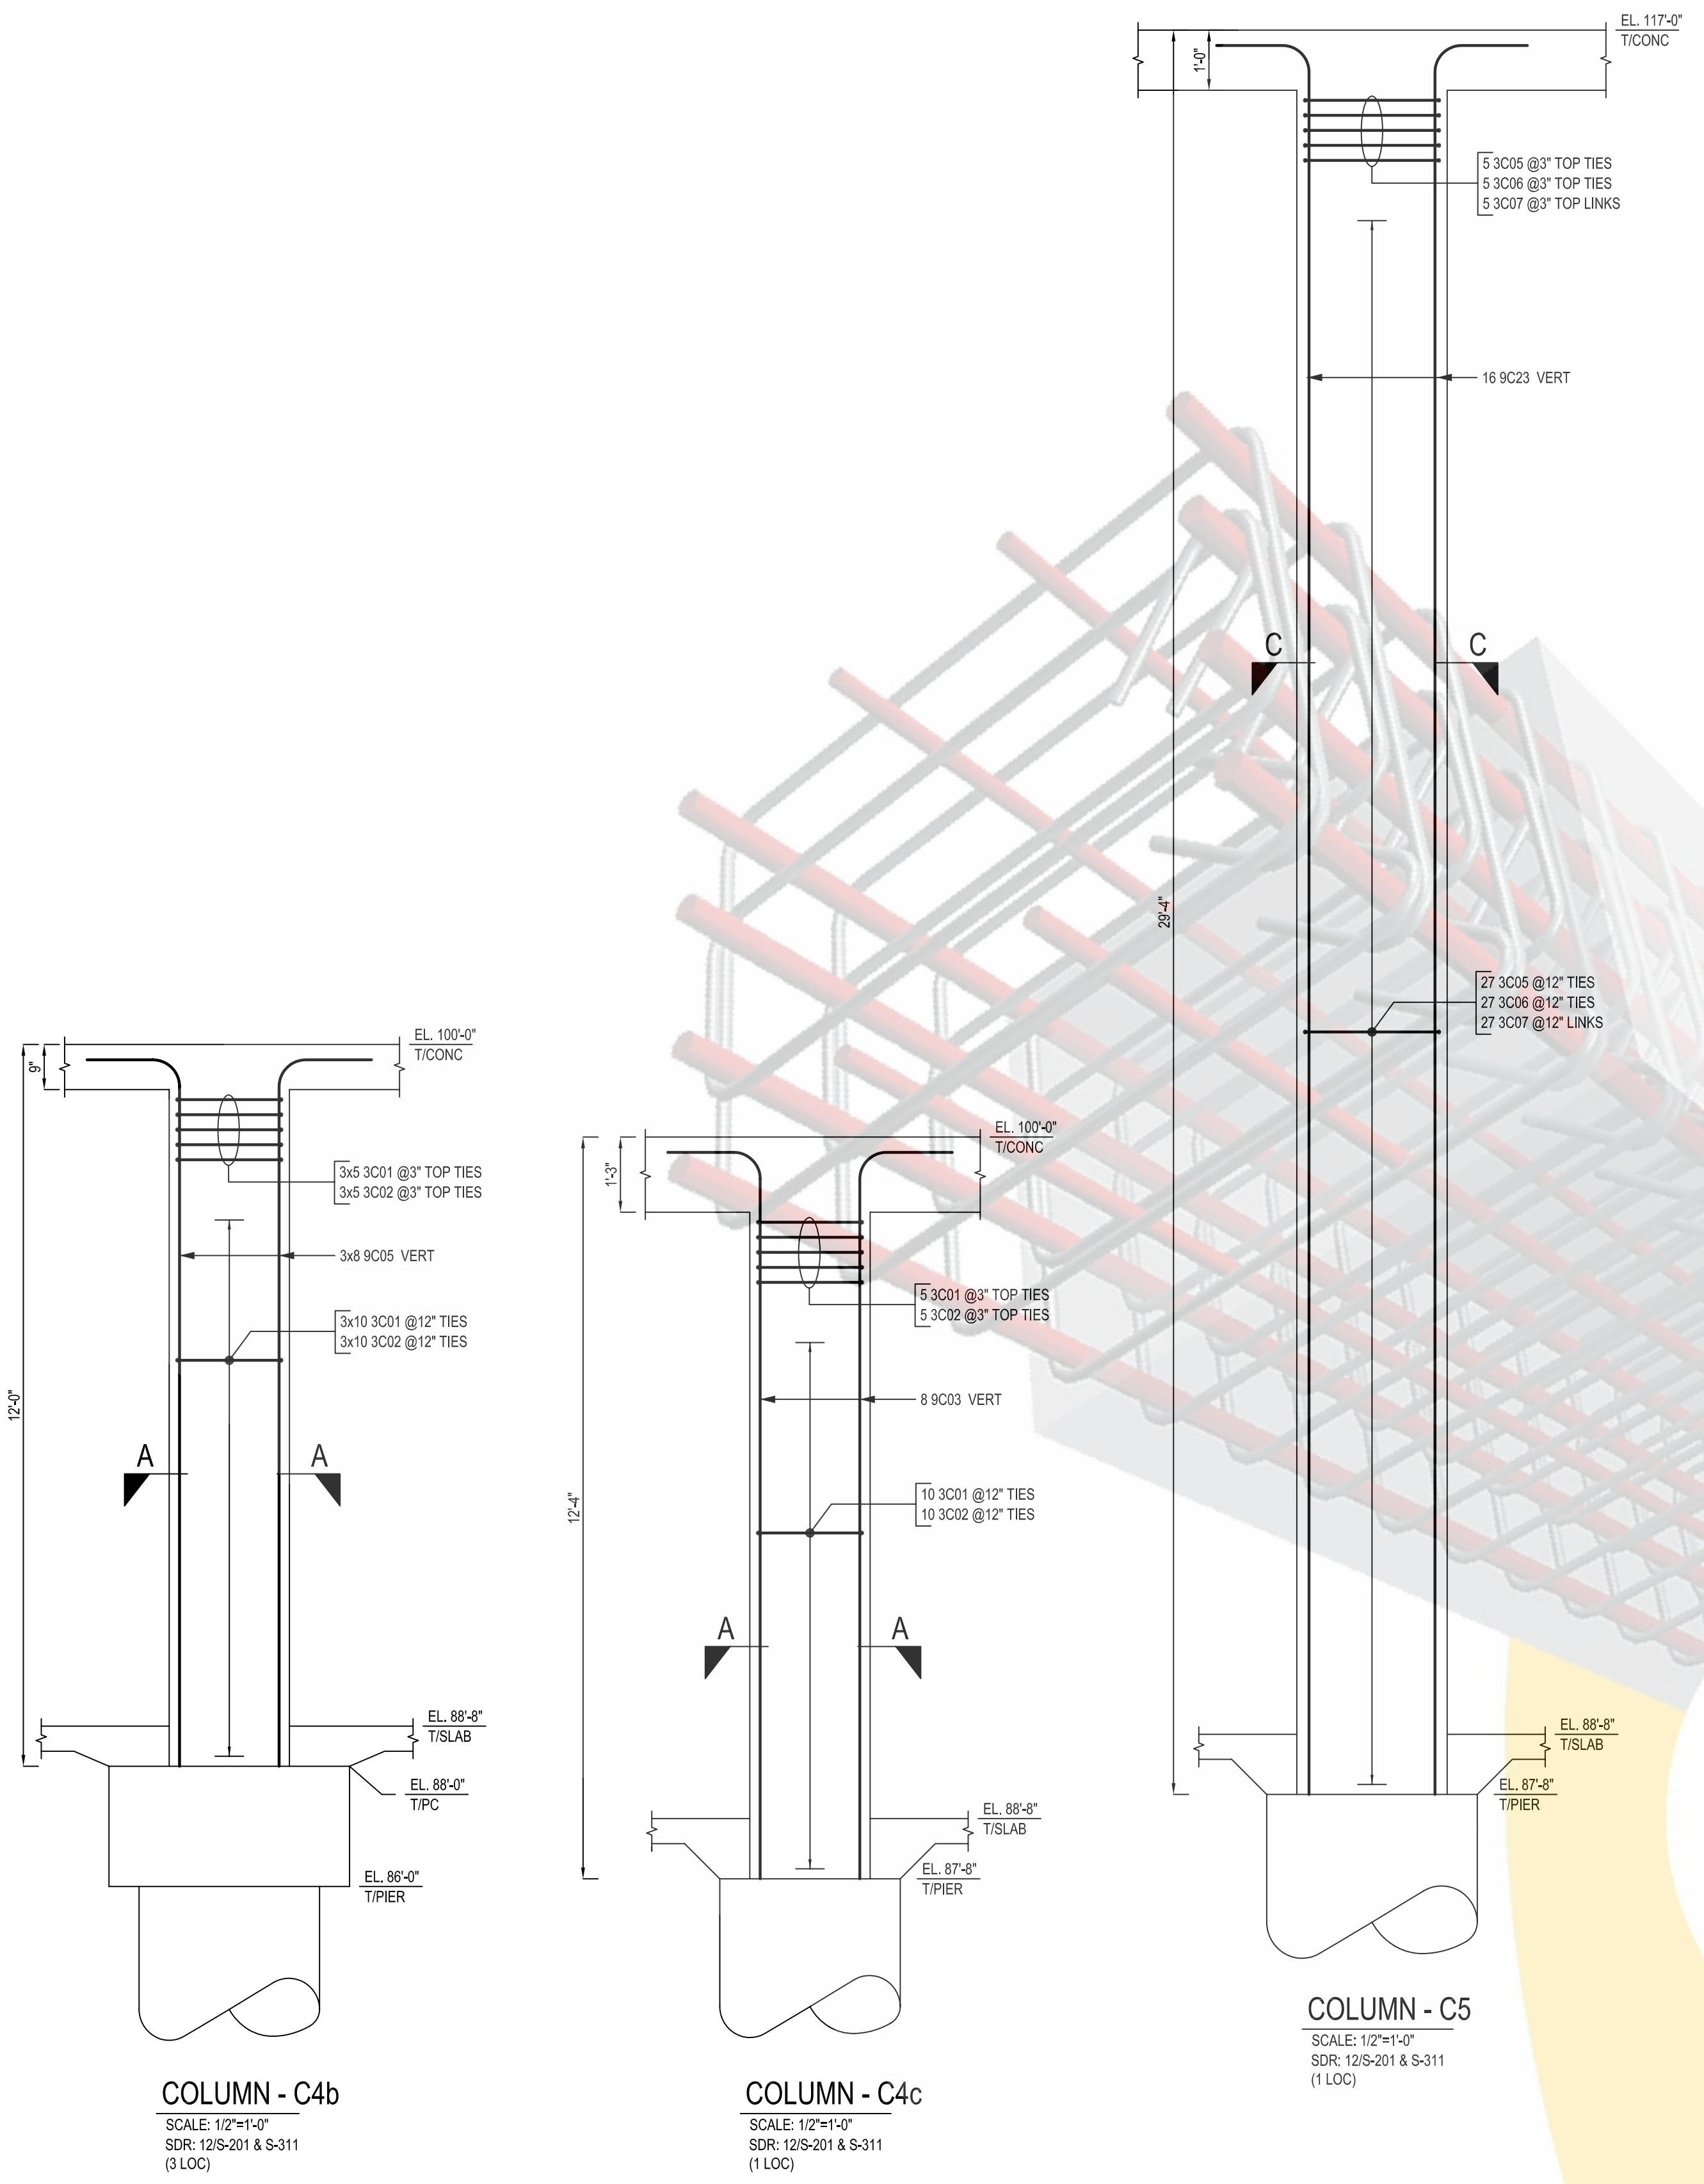 EL. 100'-0"
T/CONC
9"
3x5 3C01 @3" TOP TIES
3x5 3C02 @3" TOP TIES
3x8 9C05 VERT
3x10 3C01 @12" TIES
3x10 3C02 @12" TIES
12'-0"
A A
EL. 88'-8"
T/SLAB
EL. 88'-0"
T/PC
EL. 86'-0"
T/PIER
COLUMN - C4b
SCALE: 1/2"=1'-0"
SDR: 12/S-201 & S-311
(3 LOC)
EL. 100'-0"
T/CONC
1'-3"
5 3C01 @3" TOP TIES
5 3C02 @3" TOP TIES
8 9C03 VERT
10 3C01 @12" TIES
10 3C02 @12" TIES
12'-4"
A A
EL. 88'-8"
T/SLAB
EL. 87'-8"
T/PIER
COLUMN - C4c
SCALE: 1/2"=1'-0"
SDR: 12/S-201 & S-311
(1 LOC)
EL. 117'-0"
T/CONC
1'-0"
5 3C05 @3" TOP TIES
5 3C06 @3" TOP TIES
5 3C07 @3" TOP LINKS
16 9C23 VERT
C C
29'-4"
27 3C05 @12" TIES
27 3C06 @12" TIES
27 3C07 @12" LINKS
EL. 88'-8"
T/SLAB
EL. 87'-8"
T/PIER
COLUMN - C5
SCALE: 1/2"=1'-0"
SDR: 12/S-201 & S-311
(1 LOC)